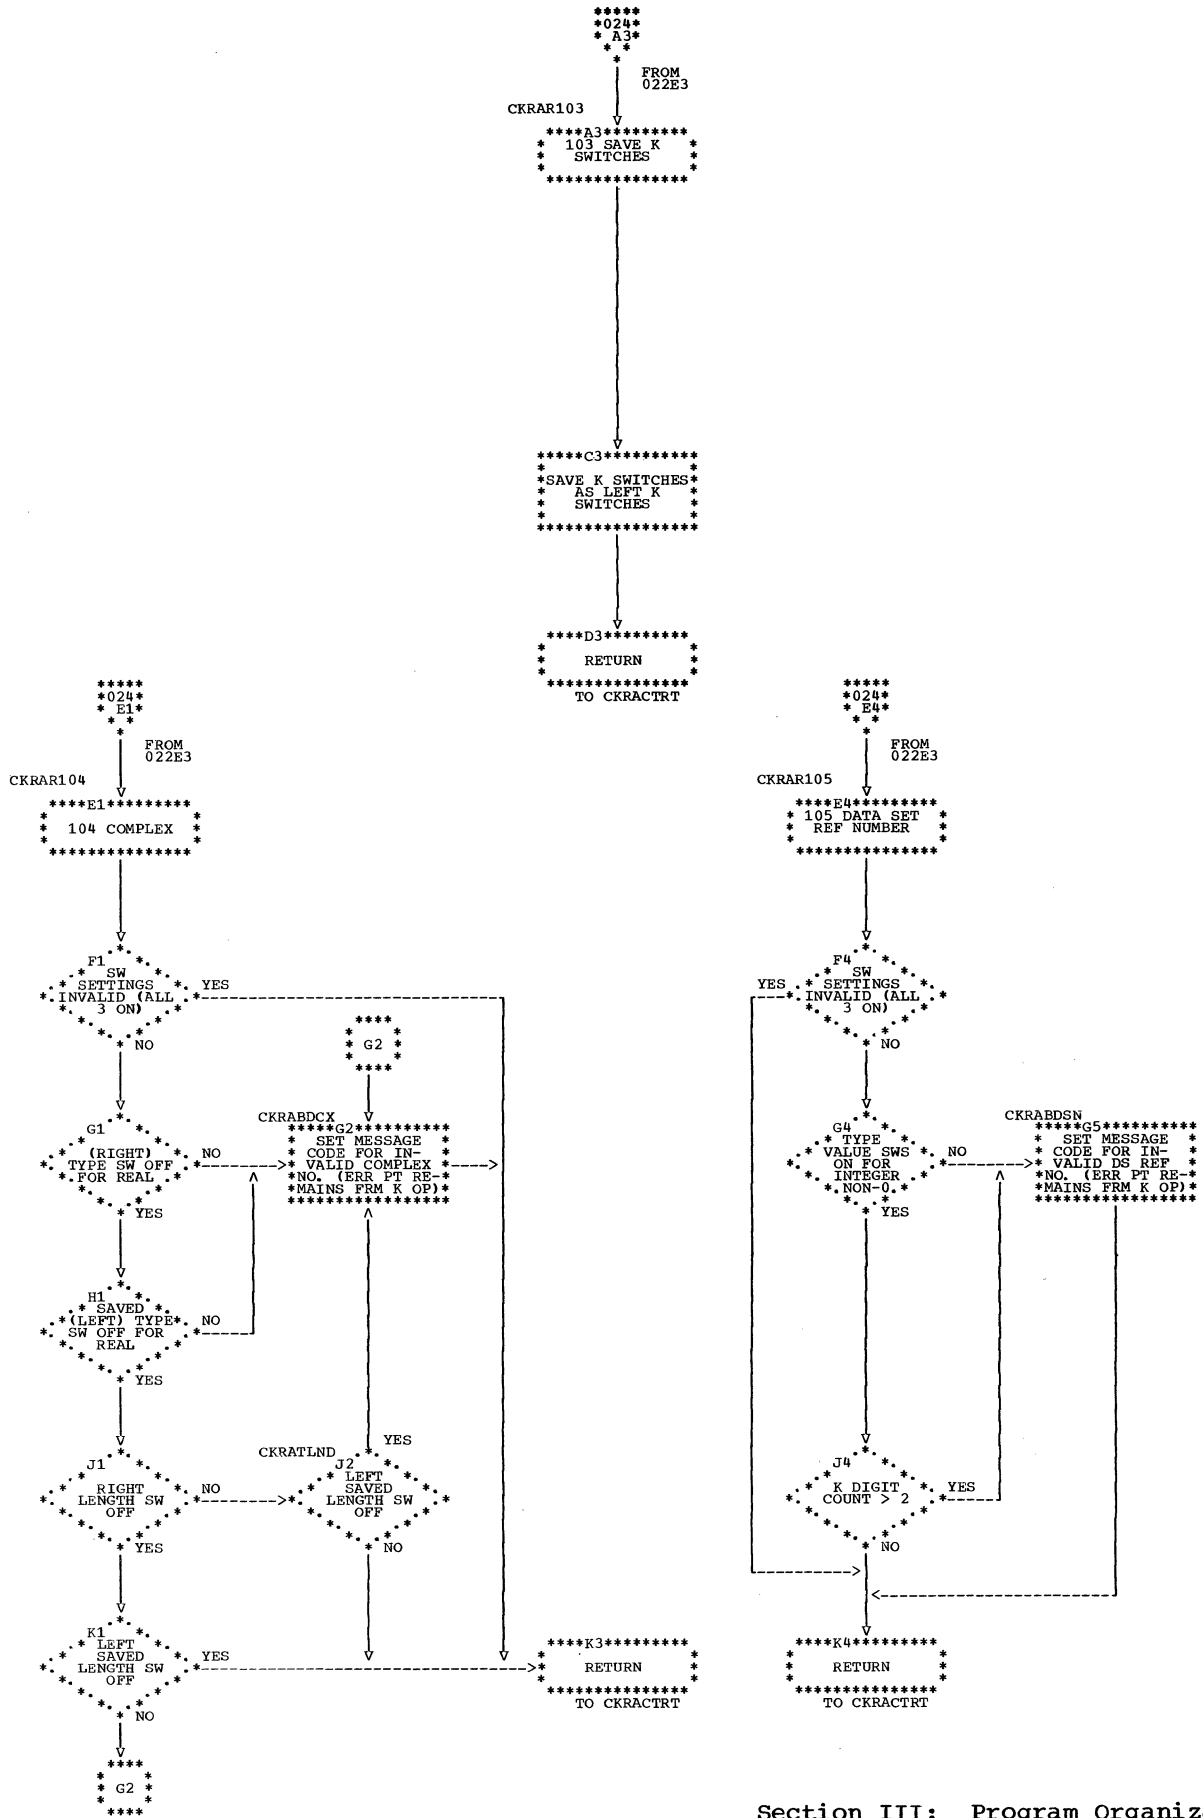 *024*
* A3*
FROM
022E3
CKRAR103
****A3*********
* 103 SAVE K *
* SWITCHES *
*****C3**********
*SAVE K SWITCHES*
* AS LEFT K *
* SWITCHES *
****D3*********
* RETURN *
TO CKRACTRT
*024*
* E1*
FROM
022E3
CKRAR104
****E1*********
* 104 COMPLEX *
F1
SW
SETTINGS
INVALID (ALL
3 ON)
YES
NO
G1
(RIGHT)
TYPE SW OFF
FOR REAL
NO
YES
* G2 *
CKRABDCX
*****G2**********
* SET MESSAGE *
* CODE FOR IN- *
* VALID COMPLEX *
*NO. (ERR PT RE-*
*MAINS FRM K OP)*
H1
SAVED
(LEFT) TYPE
SW OFF FOR
REAL
NO
YES
J1
RIGHT
LENGTH SW
OFF
NO
YES
CKRATLND
YES
J2
LEFT
SAVED
LENGTH SW
OFF
NO
K1
LEFT
SAVED
LENGTH SW
OFF
YES
NO
****K3*********
* RETURN *
TO CKRACTRT
* G2 *
*024*
* E4*
FROM
022E3
CKRAR105
****E4*********
* 105 DATA SET *
* REF NUMBER *
F4
SW
SETTINGS
INVALID (ALL
3 ON)
YES
NO
G4
TYPE
VALUE SWS
ON FOR
INTEGER
NON-0
NO
YES
CKRABDSN
*****G5**********
* SET MESSAGE *
* CODE FOR IN- *
* VALID DS REF *
*NO. (ERR PT RE-*
*MAINS FRM K OP)*
J4
K DIGIT
COUNT > 2
YES
NO
****K4*********
* RETURN *
TO CKRACTRT
Section III: Program Organiz